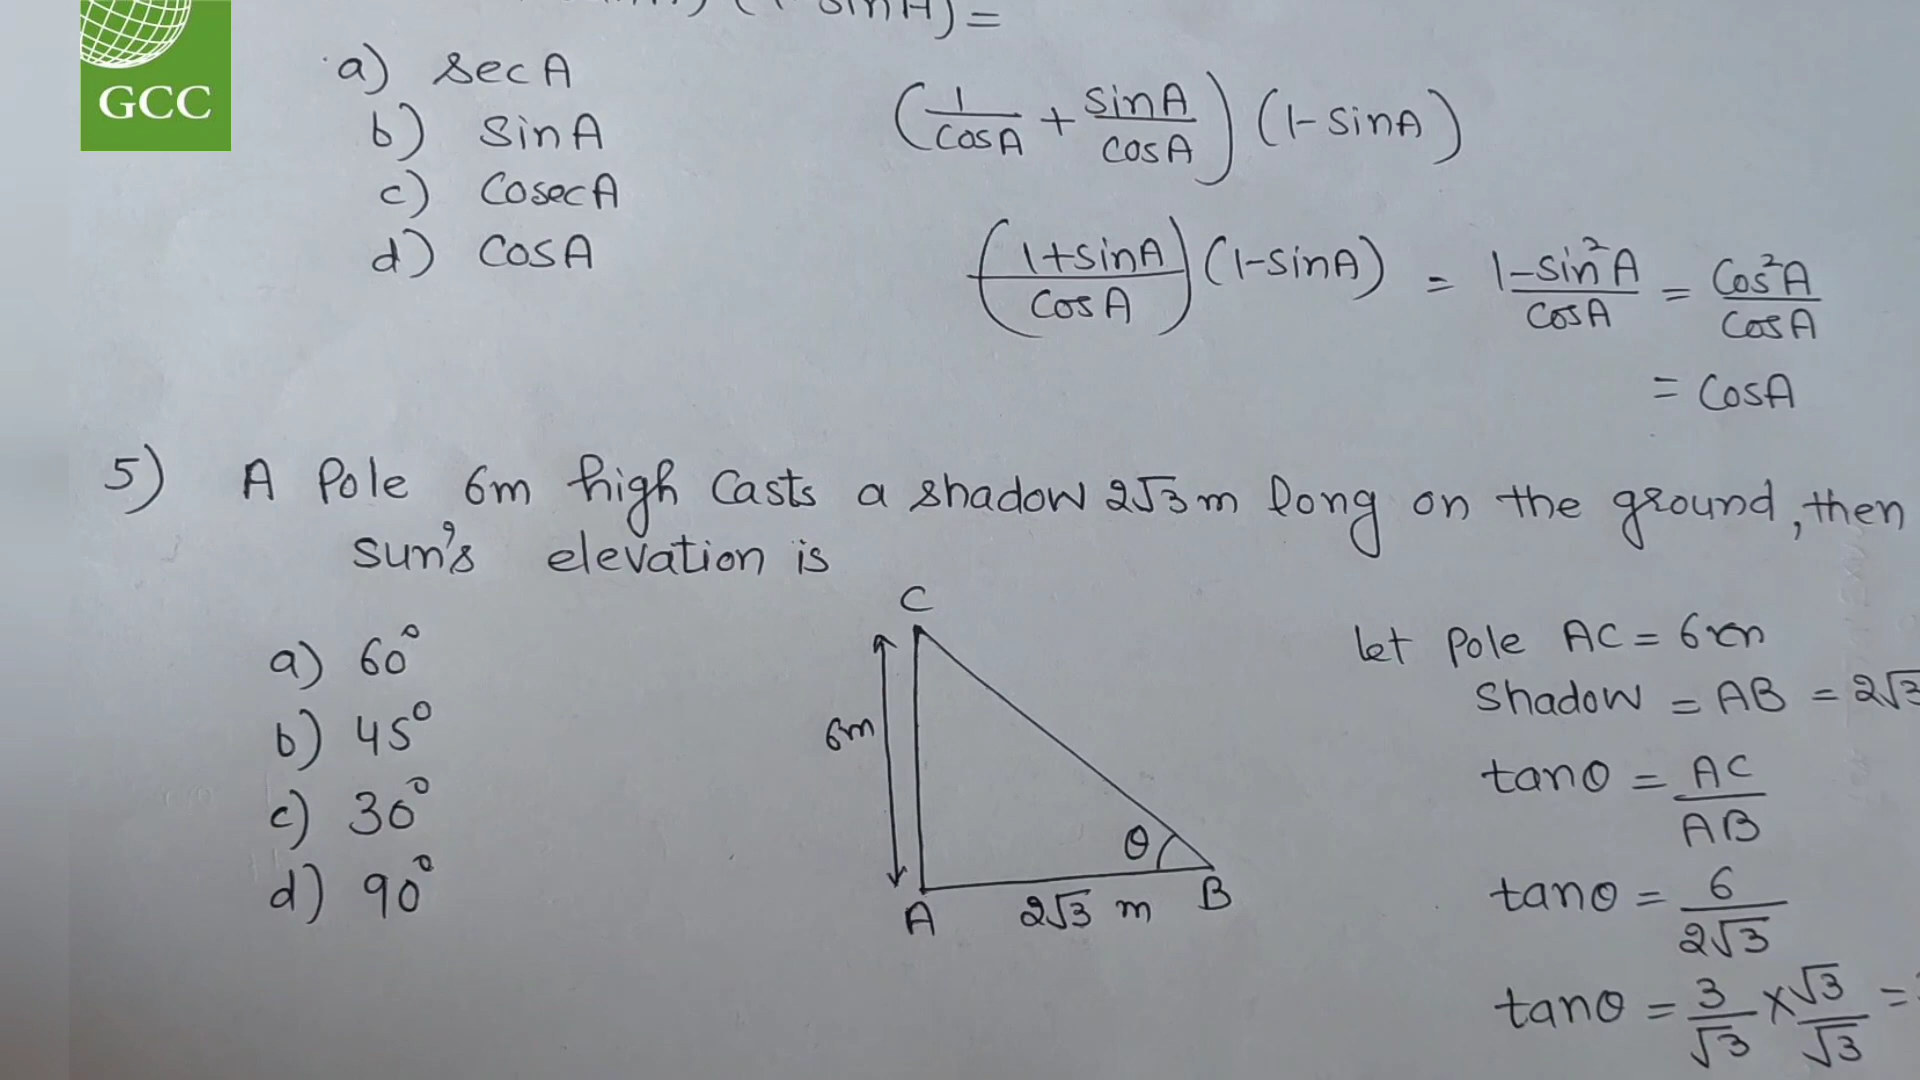 GCC
sinA) =
a) secA
b) sinA
c) CosecA
d) CosA
(1/CosA + sinA/cosA) (1-sinA)
(1+sinA/CosA) (1-sinA) = 1-sin²A/CosA = Cos²A/CosA
= CosA
5) A Pole 6m high Casts a shadow 2√3 m long on the ground, then
sun's elevation is
a) 60°
b) 45°
c) 30°
d) 90°
C
6m
θ
A
2√3 m
B
let pole AC = 6m
Shadow = AB = 2√3
tanθ = AC/AB
tanθ = 6/2√3
tanθ = 3/√3 × √3/√3 =